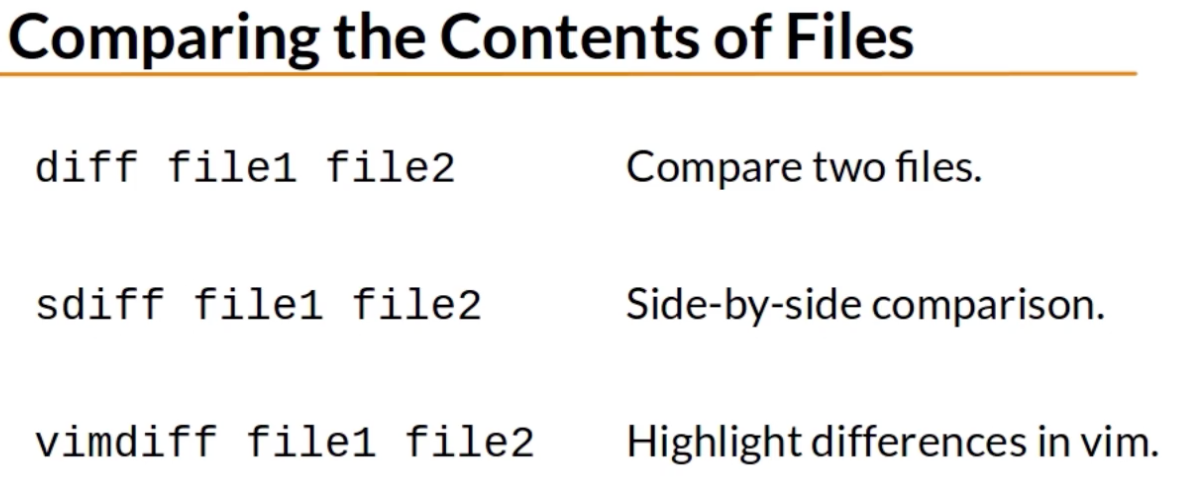 Comparing the Contents of Files
diff file1 file2 Compare two files.
sdiff file1 file2 Side-by-side comparison.
vimdiff file1 file2 Highlight differences in vim.